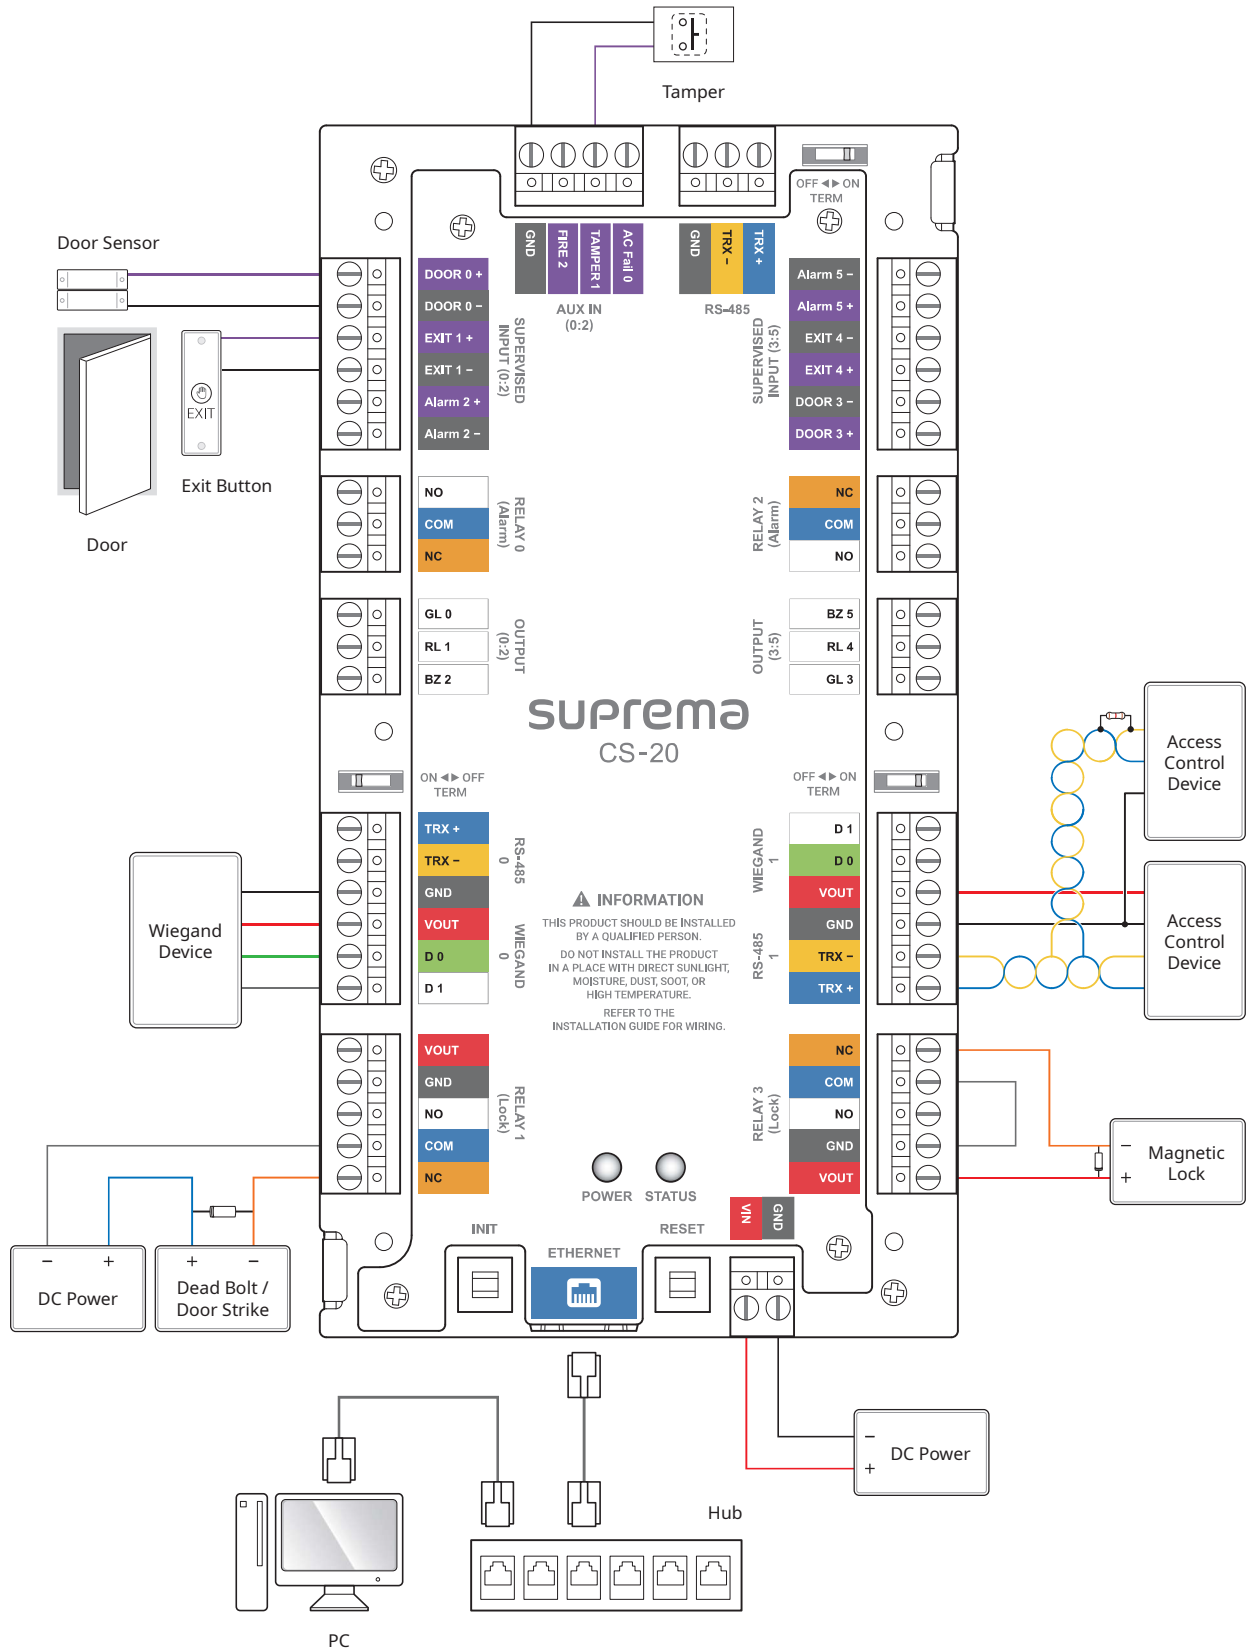 Tamper
OFF ◀▶ ON
TERM
GND
FIRE 2
TAMPER 1
AC Fail 0
AUX IN
(0:2)
GND
TRX −
TRX +
RS-485
Door Sensor
DOOR 0 +
DOOR 0 −
EXIT 1 +
EXIT 1 −
Alarm 2 +
Alarm 2 −
SUPERVISED
INPUT (0:2)
Alarm 5 −
Alarm 5 +
EXIT 4 −
EXIT 4 +
DOOR 3 −
DOOR 3 +
SUPERVISED
INPUT (3:5)
EXIT
Exit Button
Door
NO
COM
NC
RELAY 0
(Alarm)
NC
COM
NO
RELAY 2
(Alarm)
GL 0
RL 1
BZ 2
OUTPUT
(0:2)
BZ 5
RL 4
GL 3
OUTPUT
(3:5)
suprema
CS-20
ON ◀▶ OFF
TERM
OFF ◀▶ ON
TERM
TRX +
TRX −
GND
VOUT
D 0
D 1
RS-485
0
WIEGAND
0
D 1
D 0
VOUT
GND
TRX −
TRX +
WIEGAND
1
RS-485
1
Access
Control
Device
Access
Control
Device
Wiegand
Device
INFORMATION
THIS PRODUCT SHOULD BE INSTALLED
BY A QUALIFIED PERSON.
DO NOT INSTALL THE PRODUCT
IN A PLACE WITH DIRECT SUNLIGHT,
MOISTURE, DUST, SOOT, OR
HIGH TEMPERATURE.
REFER TO THE
INSTALLATION GUIDE FOR WIRING.
VOUT
GND
NO
COM
NC
RELAY 1
(Lock)
NC
COM
NO
GND
VOUT
RELAY 3
(Lock)
−
+
Magnetic
Lock
POWER
STATUS
VIN
GND
INIT
ETHERNET
RESET
− +
DC Power
+ −
Dead Bolt /
Door Strike
−
+
DC Power
Hub
PC